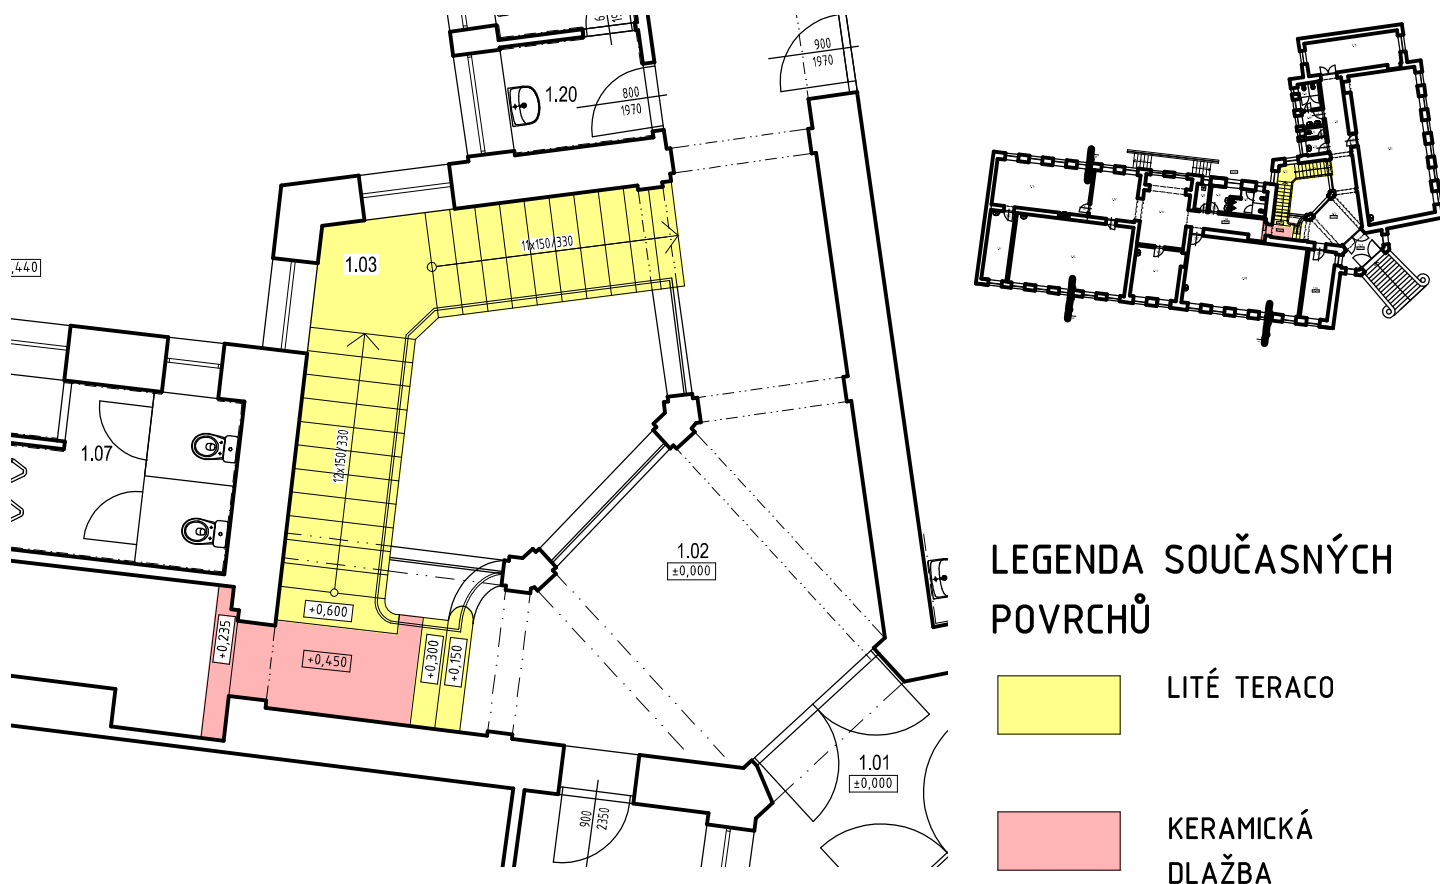 900
1970
1.20
800
1970
11x150/330
1.03
,440
12x150/330
1.07
1.02
±0,000
+0,600
+0,235
+0,450
+0,300
+0,150
1.01
±0,000
900
2350
LEGENDA SOUČASNÝCH
POVRCHŮ
LITÉ TERACO
KERAMICKÁ
DLAŽBA